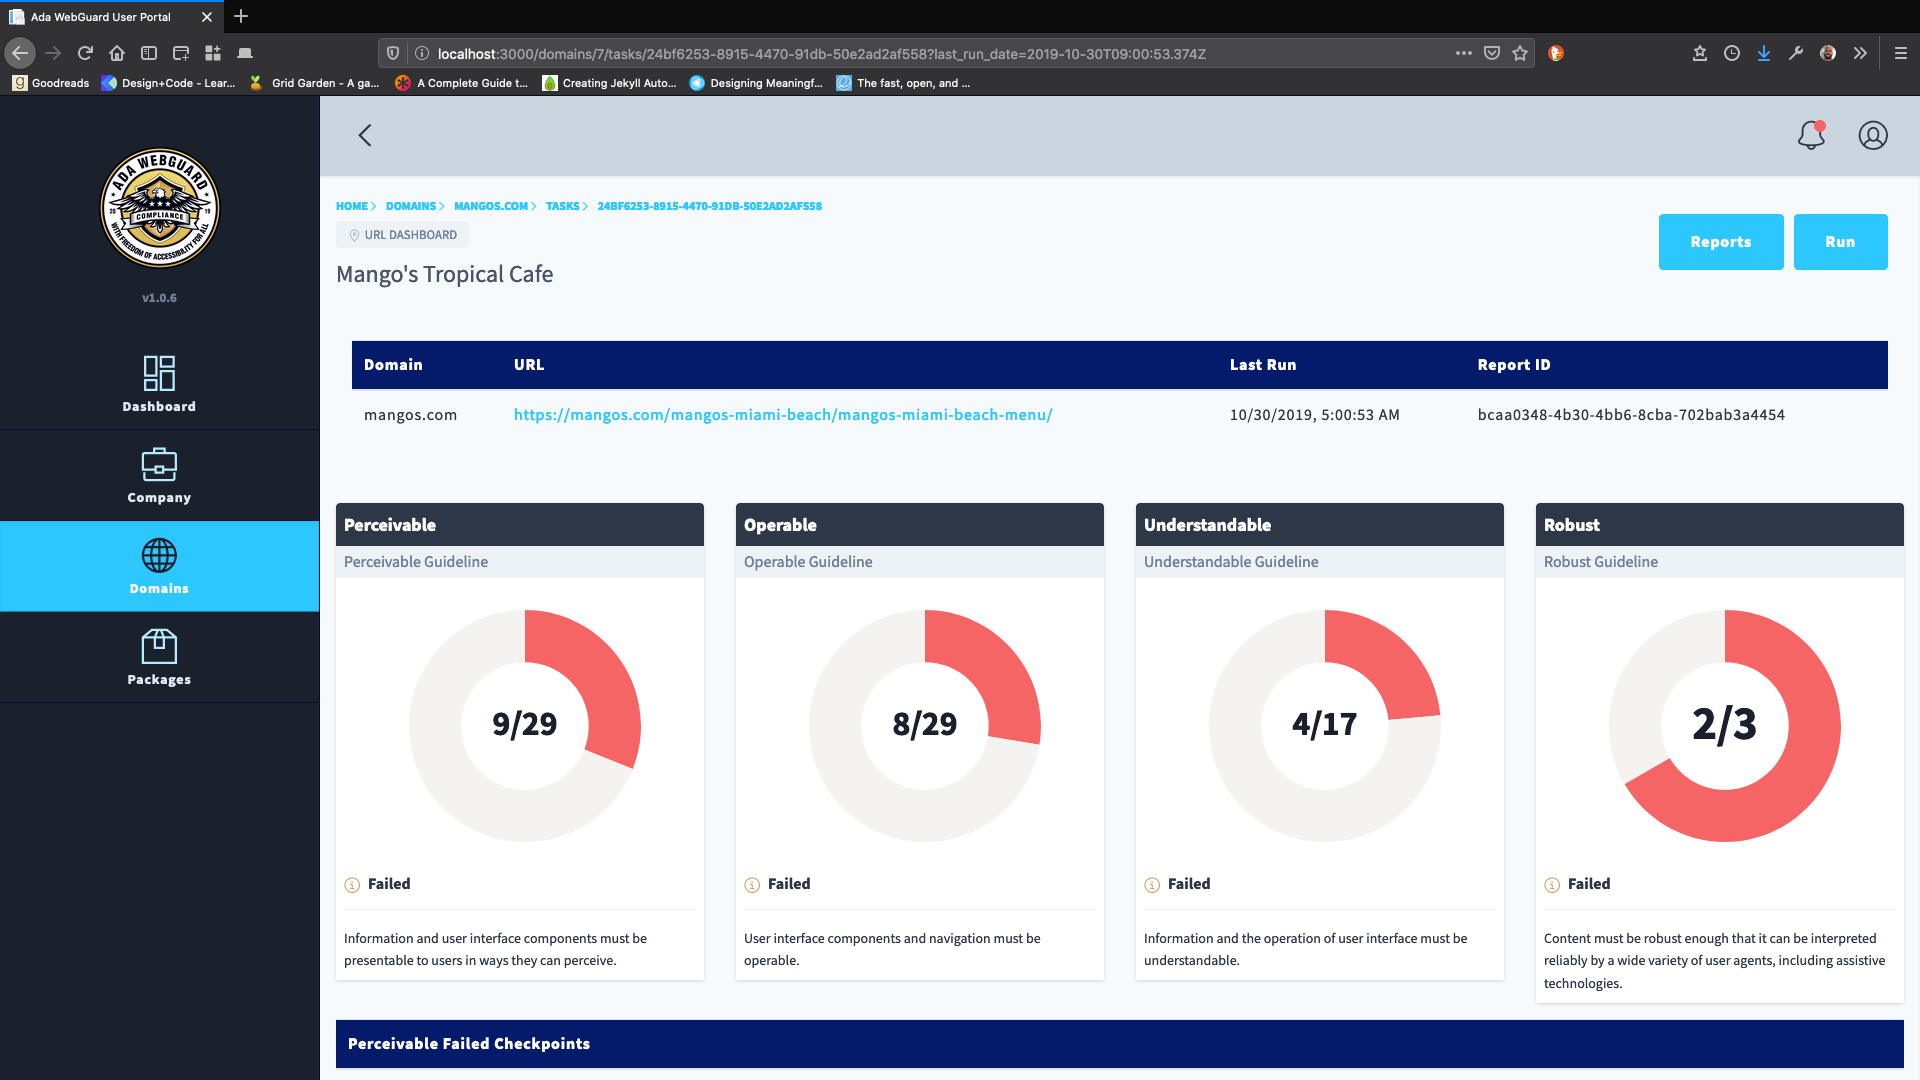 Ada WebGuard User Portal
localhost:3000/domains/7/tasks/24bf6253-8915-4470-91db-50e2ad2af558?last_run_date=2019-10-30T09:00:53.374Z
Goodreads
Design+Code - Lear...
Grid Garden - A ga...
A Complete Guide t...
Creating Jekyll Auto...
Designing Meaningf...
The fast, open, and ...
ADA WEBGUARD
20 19
COMPLIANCE
WITH FREEDOM OF ACCESSIBILITY FOR ALL
v1.0.6
Dashboard
Company
Domains
Packages
HOME > DOMAINS > MANGOS.COM > TASKS > 24BF6253-8915-4470-91DB-50E2AD2AF558
URL DASHBOARD
Mango's Tropical Cafe
Reports
Run
Domain URL Last Run Report ID
mangos.com https://mangos.com/mangos-miami-beach/mangos-miami-beach-menu/ 10/30/2019, 5:00:53 AM bcaa0348-4b30-4bb6-8cba-702bab3a4454
Perceivable
Perceivable Guideline
9/29
Failed
Information and user interface components must be
presentable to users in ways they can perceive.
Operable
Operable Guideline
8/29
Failed
User interface components and navigation must be
operable.
Understandable
Understandable Guideline
4/17
Failed
Information and the operation of user interface must be
understandable.
Robust
Robust Guideline
2/3
Failed
Content must be robust enough that it can be interpreted
reliably by a wide variety of user agents, including assistive
technologies.
Perceivable Failed Checkpoints